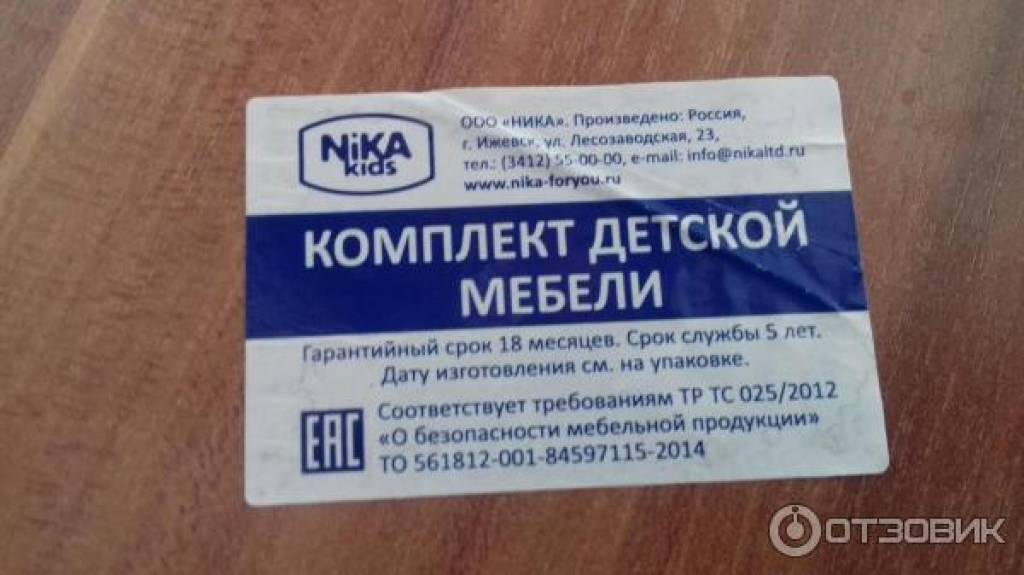 NiKA
kids
ООО «НИКА». Произведено: Россия,
г. Ижевск, ул. Лесозаводская, 23,
тел.: (3412) 55-00-00, e-mail: info@nikaltd.ru
www.nika-foryou.ru
КОМПЛЕКТ ДЕТСКОЙ
МЕБЕЛИ
Гарантийный срок 18 месяцев. Срок службы 5 лет.
Дату изготовления см. на упаковке.
EAC
Соответствует требованиям ТР ТС 025/2012
«О безопасности мебельной продукции»
ТО 561812-001-84597115-2014
ОТЗОВИК